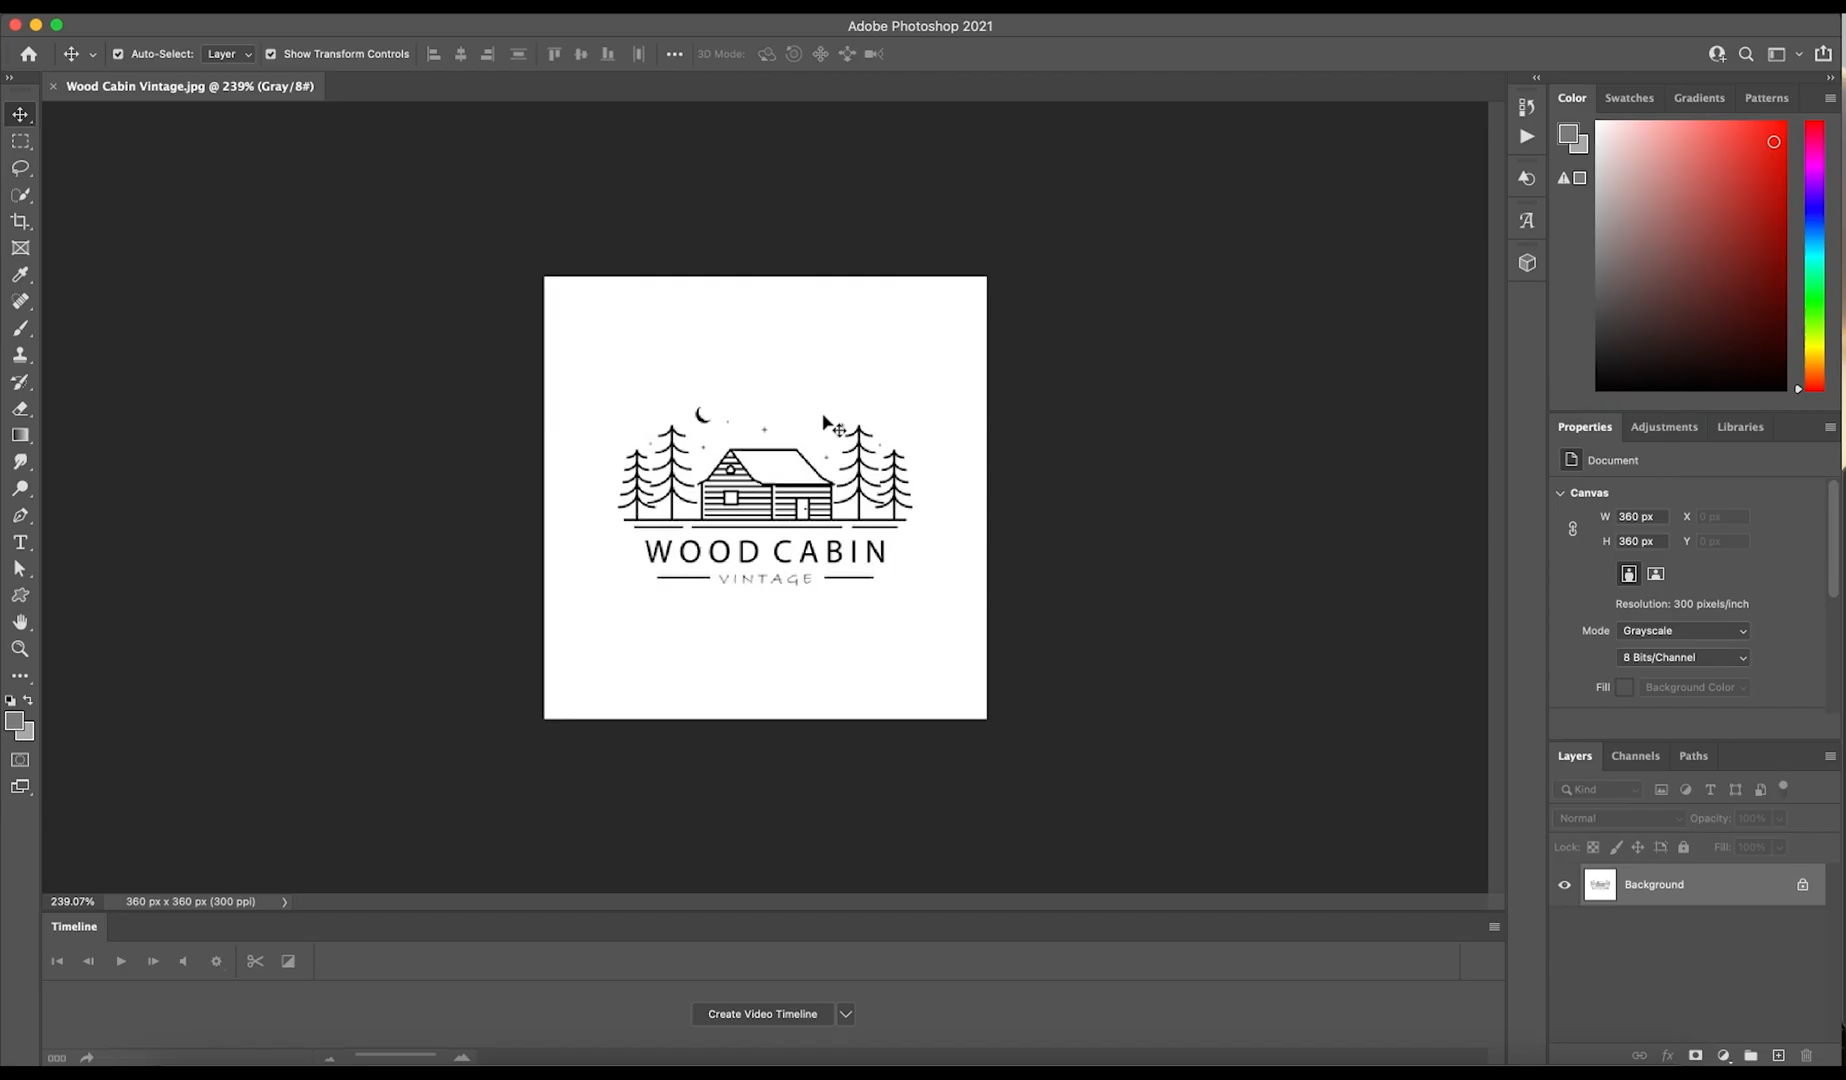 Adobe Photoshop 2021
Auto-Select: Layer Show Transform Controls 3D Mode:
Wood Cabin Vintage.jpg @ 239% (Gray/8#)
WOOD CABIN
VINTAGE
239.07% 360 px x 360 px (300 ppi)
Timeline
Create Video Timeline
Color Swatches Gradients Patterns
Properties Adjustments Libraries
Document
Canvas
W 360 px X 0 px
H 360 px Y 0 px
Resolution: 300 pixels/inch
Mode Grayscale
8 Bits/Channel
Fill Background Color
Layers Channels Paths
Kind
Normal Opacity: 100%
Lock: Fill: 100%
Background
fx